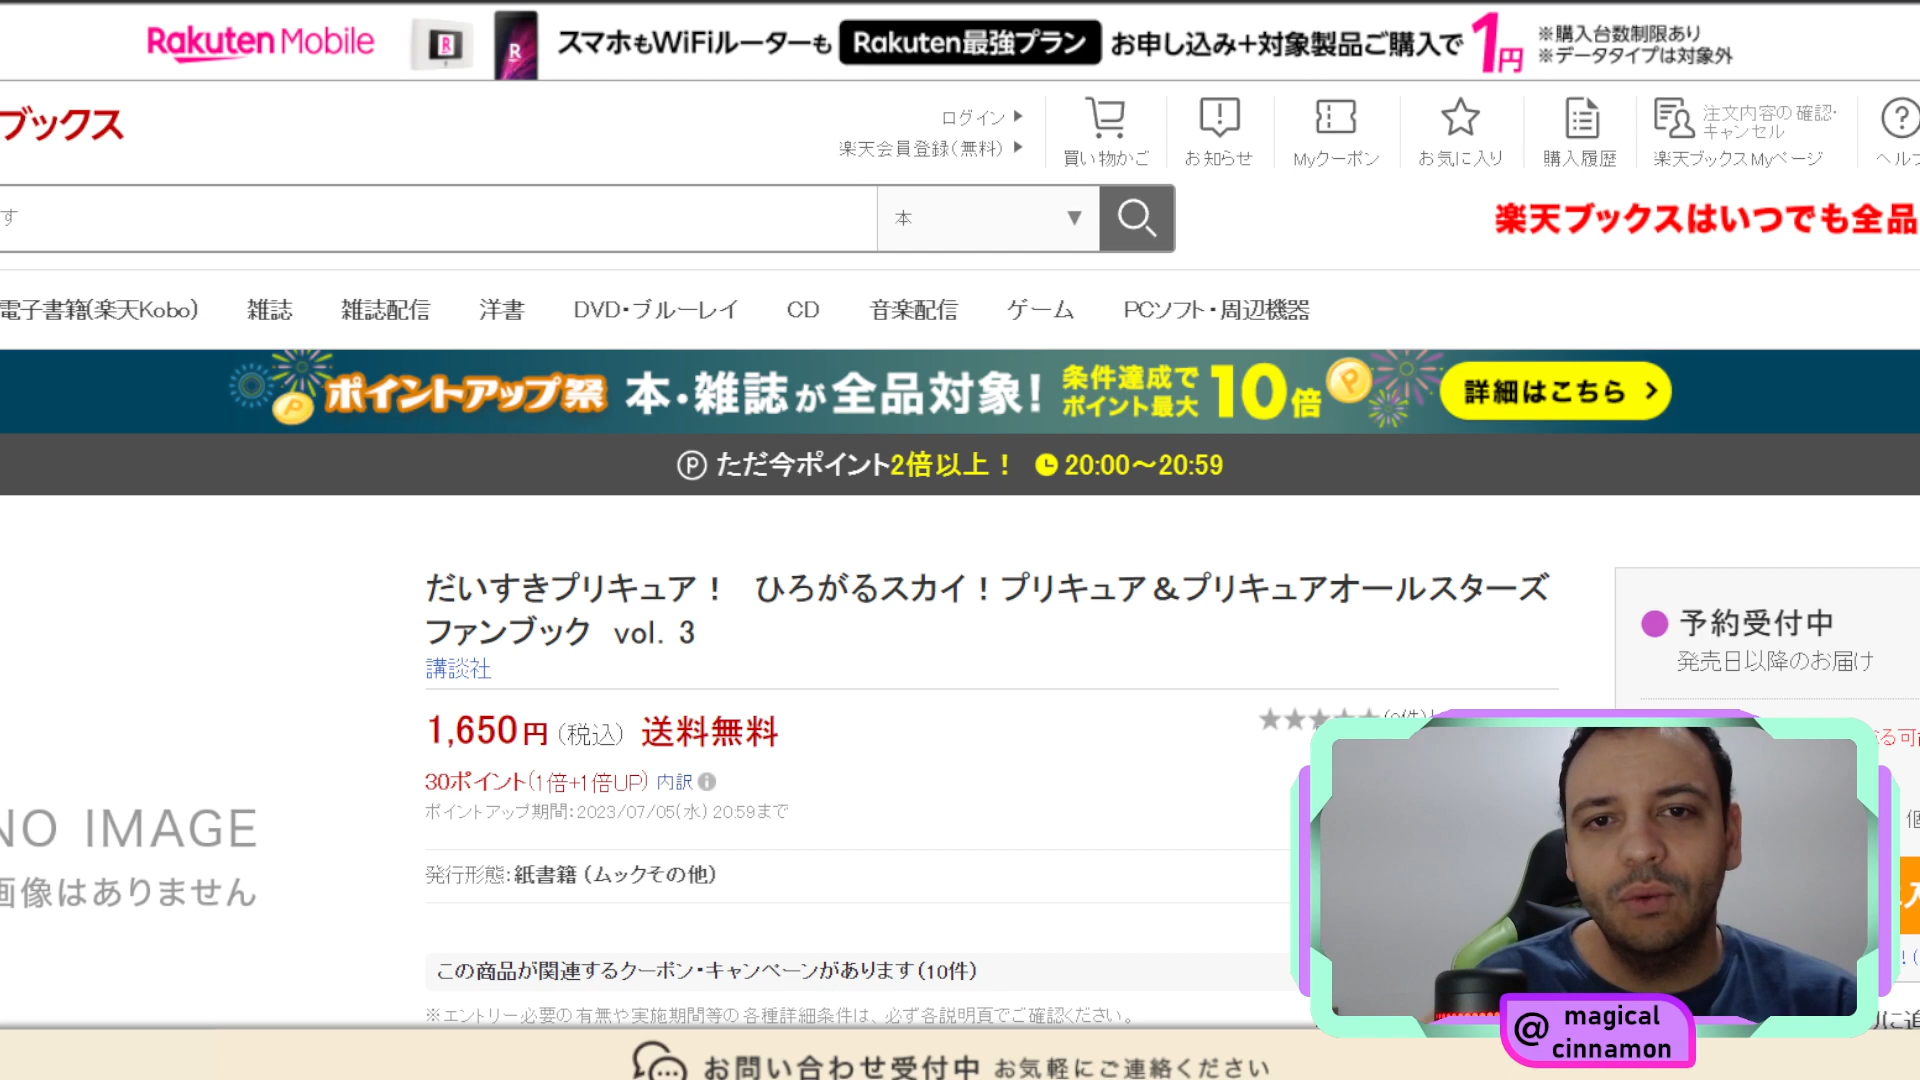 Rakuten Mobile
R
R
スマホもWiFiルーターも Rakuten最強プラン お申し込み+対象製品ご購入で 1円
※購入台数制限あり
※データタイプは対象外
ブックス
ログイン
楽天会員登録(無料)
買い物かご
お知らせ
Myクーポン
お気に入り
購入履歴
注文内容の確認・
キャンセル
楽天ブックスMyページ
ヘルプ
す
本
楽天ブックスはいつでも全品
電子書籍(楽天Kobo)
雑誌
雑誌配信
洋書
DVD・ブルーレイ
CD
音楽配信
ゲーム
PCソフト・周辺機器
ポイントアップ祭 本・雑誌が全品対象!
条件達成で
ポイント最大 10倍
詳細はこちら
ただ今ポイント2倍以上! 20:00～20:59
だいすきプリキュア! ひろがるスカイ!プリキュア&プリキュアオールスターズ
ファンブック vol. 3
講談社
予約受付中
発売日以降のお届け
1,650円(税込) 送料無料
30ポイント(1倍+1倍UP) 内訳
ポイントアップ期間:2023/07/05(水) 20:59まで
NO IMAGE
画像はありません
発行形態:紙書籍 (ムックその他)
この商品が関連するクーポン・キャンペーンがあります(10件)
※エントリー必要の有無や実施期間等の各種詳細条件は、必ず各説明頁でご確認ください。
お問い合わせ受付中 お気軽にご連絡ください
@ magical
cinnamon